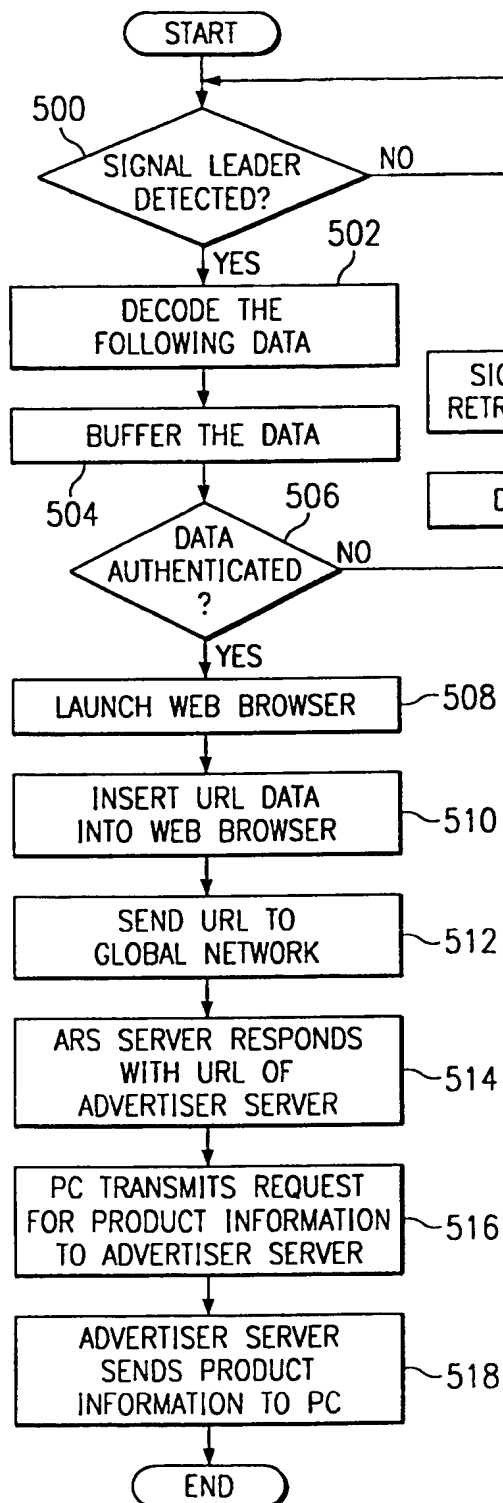 START
500
SIGNAL LEADER
DETECTED?
NO
YES
502
DECODE THE
FOLLOWING DATA
BUFFER THE DATA
504
506
DATA
AUTHENTICATED
?
NO
YES
LAUNCH WEB BROWSER
508
INSERT URL DATA
INTO WEB BROWSER
510
SEND URL TO
GLOBAL NETWORK
512
ARS SERVER RESPONDS
WITH URL OF
ADVERTISER SERVER
514
PC TRANSMITS REQUEST
FOR PRODUCT INFORMATION
TO ADVERTISER SERVER
516
ADVERTISER SERVER
SENDS PRODUCT
INFORMATION TO PC
518
END